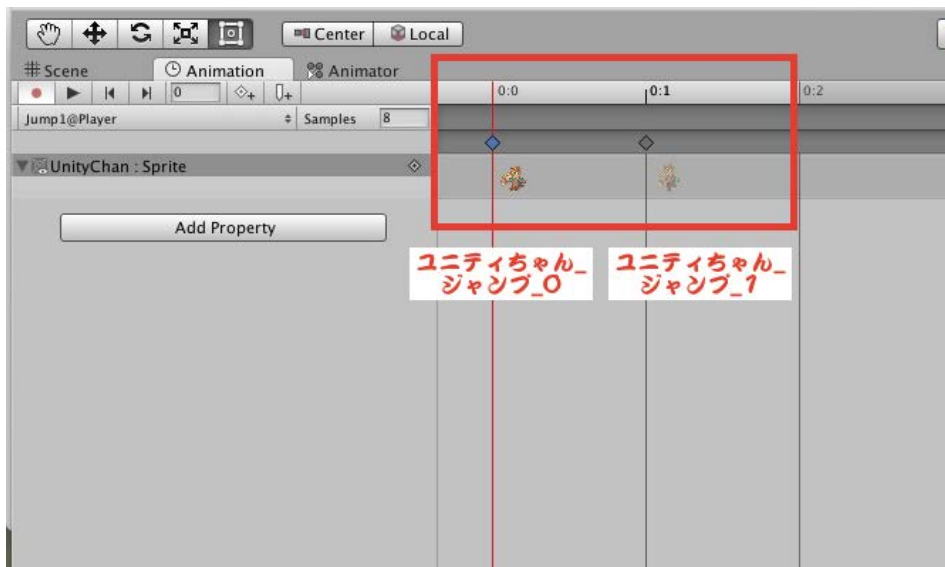 Center Local
Scene Animation Animator
0 0:0 0:1 0:2
Jump1@Player Samples 8
UnityChan : Sprite
Add Property
ユニティちゃん_
ジャンプ_0
ユニティちゃん_
ジャンプ_1